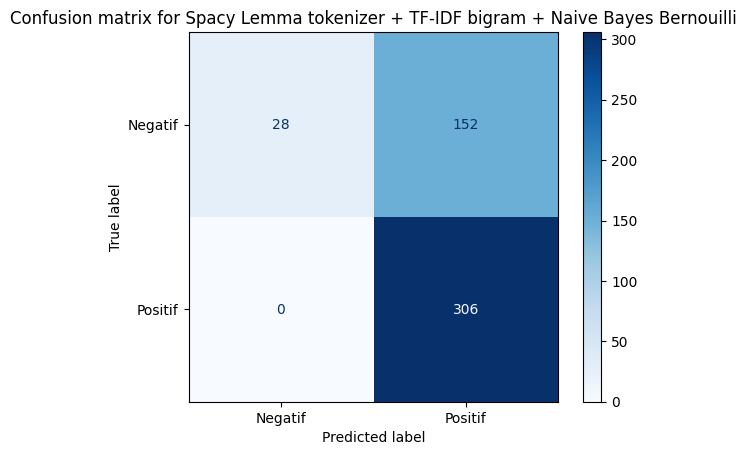 Confusion matrix for Spacy Lemma tokenizer + TF-IDF bigram + Naive Bayes Bernouilli
300
250
Negatif
28
152
200
True label
150
Positif
0
306
100
50
0
Negatif
Positif
Predicted label